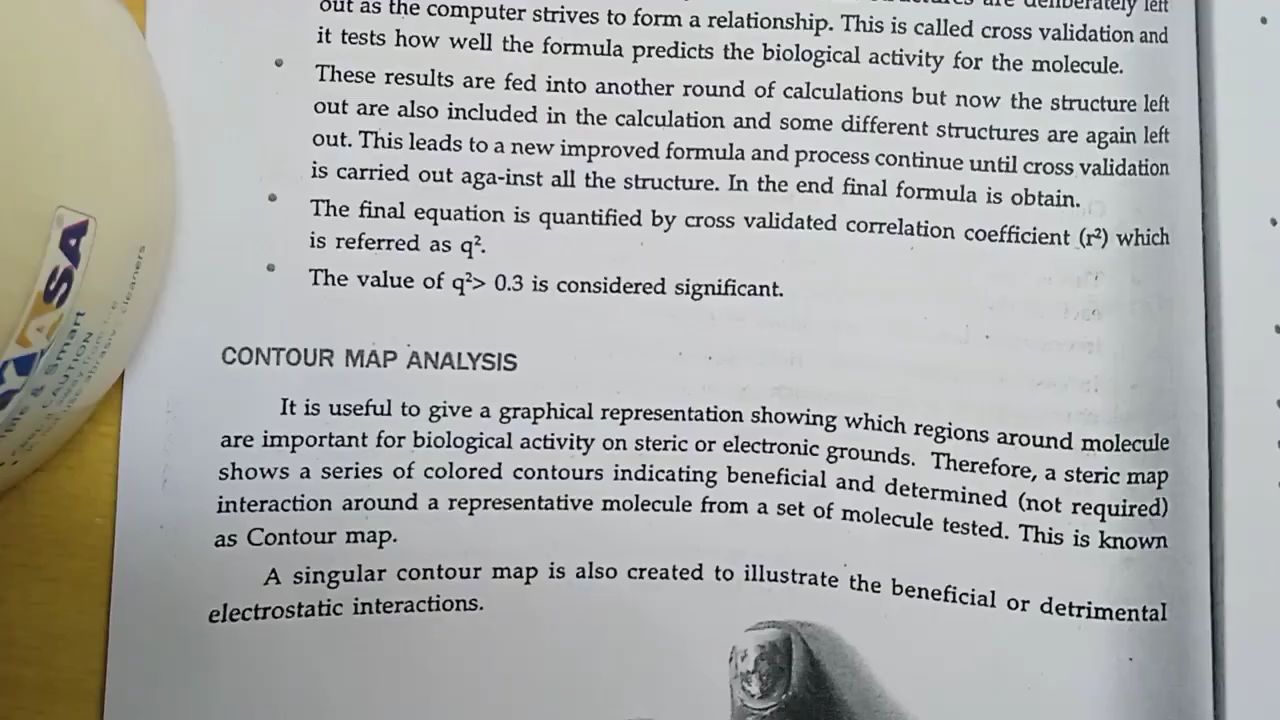 are deliberately left
out as the computer strives to form a relationship. This is called cross validation and
it tests how well the formula predicts the biological activity for the molecule.
• These results are fed into another round of calculations but now the structure left
out are also included in the calculation and some different structures are again left
out. This leads to a new improved formula and process continue until cross validation
is carried out aga-inst all the structure. In the end final formula is obtain.
• The final equation is quantified by cross validated correlation coefficient (r²) which
is referred as q².
• The value of q²> 0.3 is considered significant.
CONTOUR MAP ANALYSIS
It is useful to give a graphical representation showing which regions around molecule
are important for biological activity on steric or electronic grounds. Therefore, a steric map
shows a series of colored contours indicating beneficial and determined (not required)
interaction around a representative molecule from a set of molecule tested. This is known
as Contour map.
A singular contour map is also created to illustrate the beneficial or detrimental
electrostatic interactions.
& Smart
cleaners